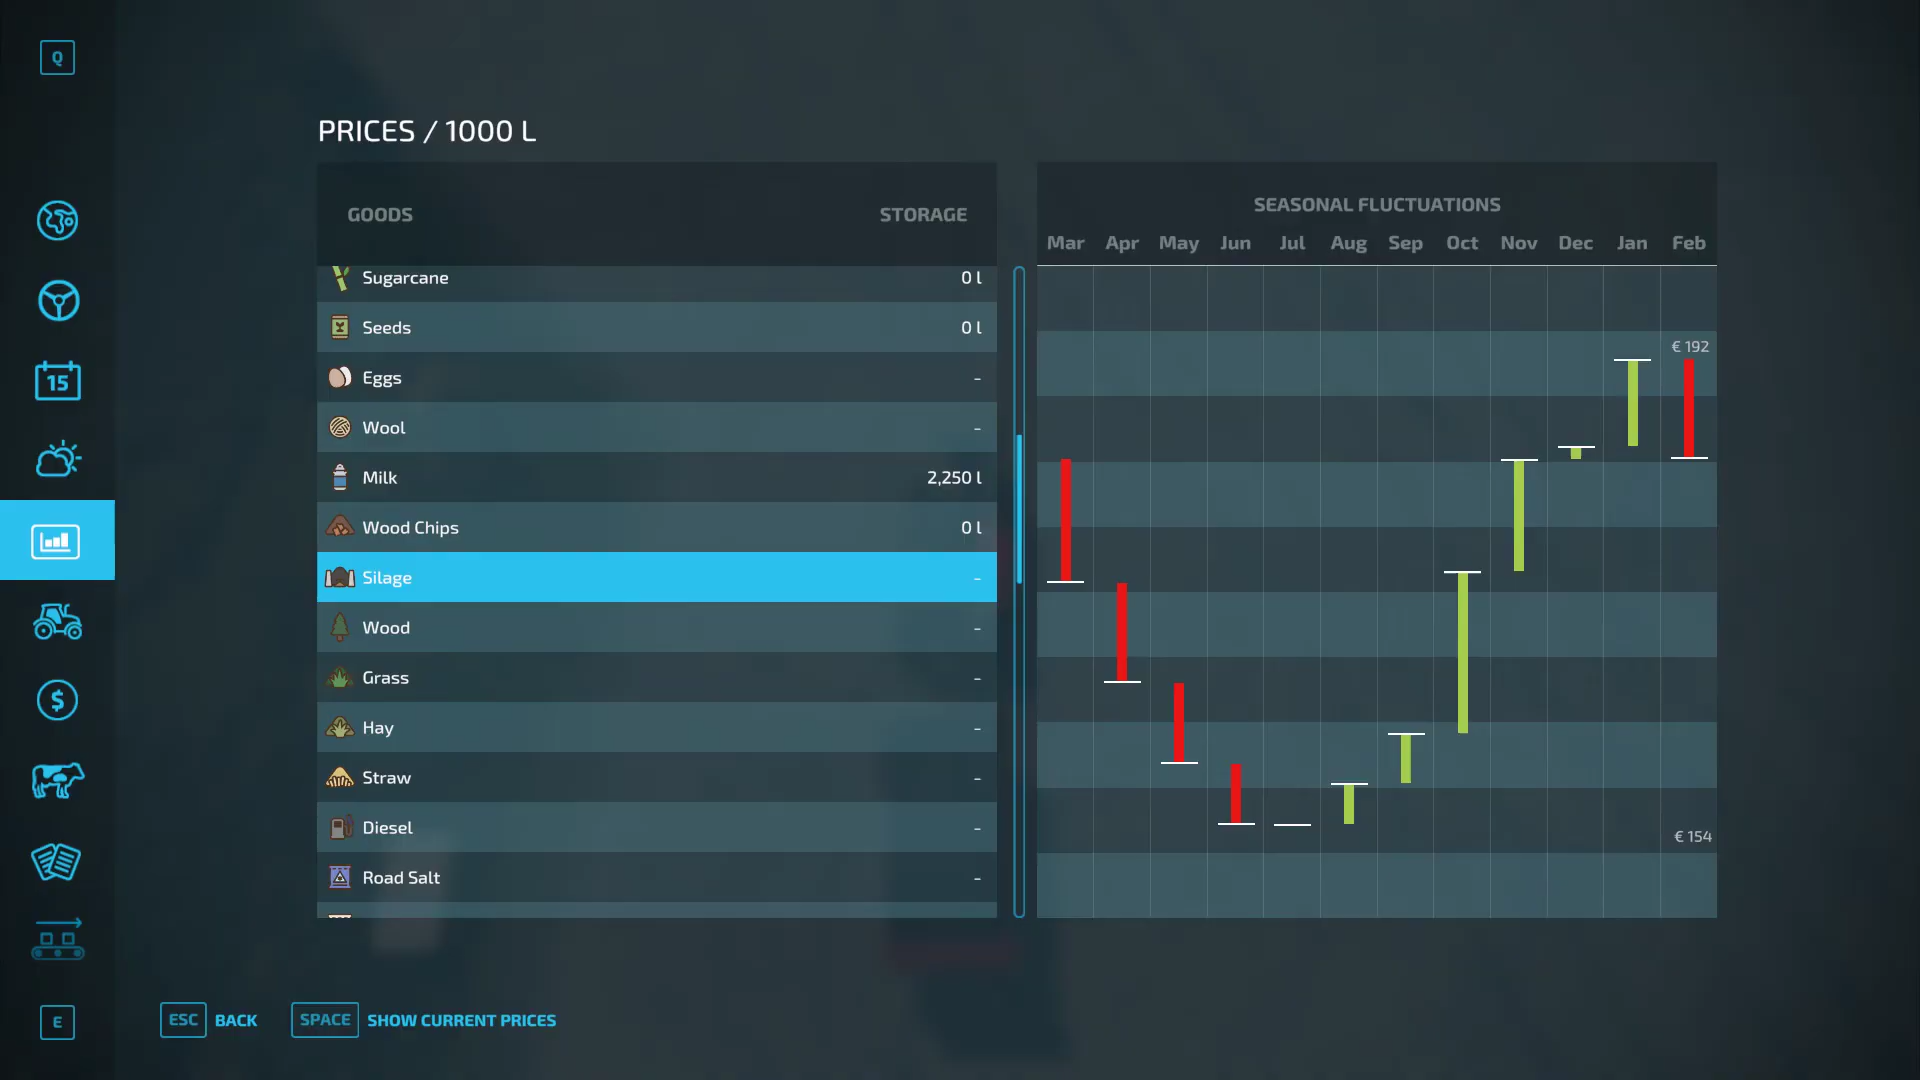 Q
PRICES / 1000 L
GOODS STORAGE
SEASONAL FLUCTUATIONS
Mar Apr May Jun Jul Aug Sep Oct Nov Dec Jan Feb
Sugarcane 0 l
Seeds 0 l
€ 192
Eggs -
15
Wool -
Milk 2,250 l
Wood Chips 0 l
Silage -
Wood -
Grass -
$
Hay -
Straw -
Diesel -
€ 154
Road Salt -
E
ESC BACK SPACE SHOW CURRENT PRICES